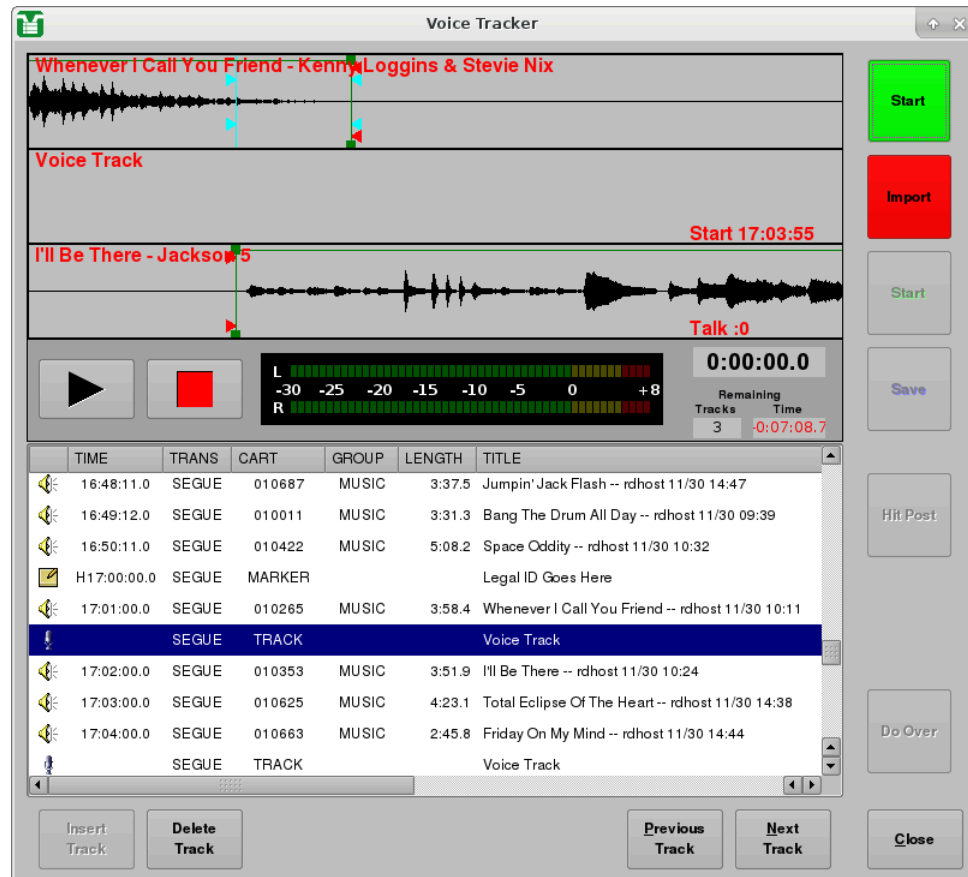 Voice Tracker
Whenever I Call You Friend - Kenny Loggins & Stevie Nix
Start
Voice Track
Import
Start 17:03:55
I'll Be There - Jackson 5
Start
Talk :0
L
-30 -25 -20 -15 -10 -5 0 +8
R
0:00:00.0
Remaining
Tracks Time
3 -0:07:08.7
Save
TIME TRANS CART GROUP LENGTH TITLE
16:48:11.0 SEGUE 010687 MUSIC 3:37.5 Jumpin' Jack Flash -- rdhost 11/30 14:47
16:49:12.0 SEGUE 010011 MUSIC 3:31.3 Bang The Drum All Day -- rdhost 11/30 09:39
Hit Post
16:50:11.0 SEGUE 010422 MUSIC 5:08.2 Space Oddity -- rdhost 11/30 10:32
H17:00:00.0 SEGUE MARKER Legal ID Goes Here
17:01:00.0 SEGUE 010265 MUSIC 3:58.4 Whenever I Call You Friend -- rdhost 11/30 10:11
SEGUE TRACK Voice Track
17:02:00.0 SEGUE 010353 MUSIC 3:51.9 I'll Be There -- rdhost 11/30 10:24
17:03:00.0 SEGUE 010625 MUSIC 4:23.1 Total Eclipse Of The Heart -- rdhost 11/30 14:38
17:04:00.0 SEGUE 010663 MUSIC 2:45.8 Friday On My Mind -- rdhost 11/30 14:44
Do Over
SEGUE TRACK Voice Track
Insert
Track
Delete
Track
Previous
Track
Next
Track
Close